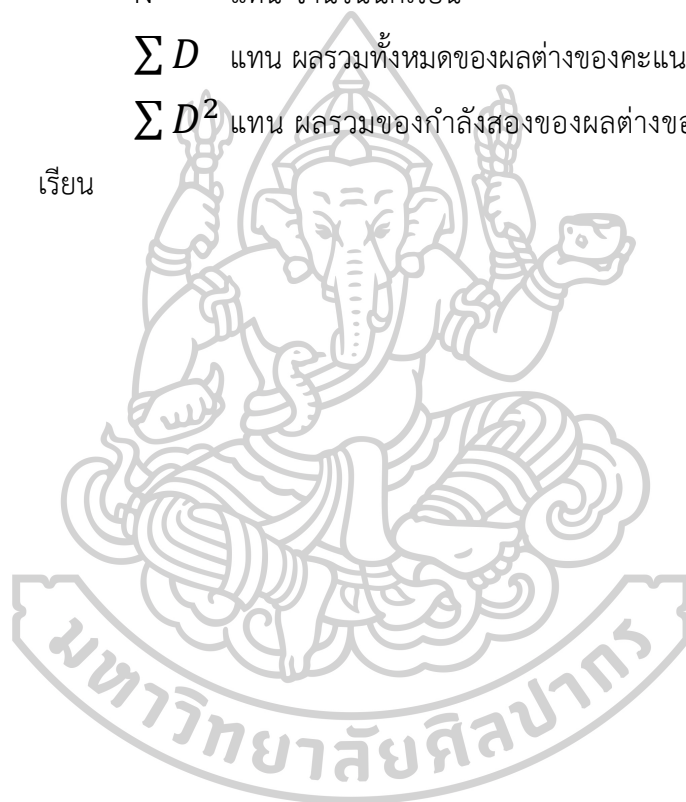 ∑ D แทน ผลรวมทั้งหมดของผลต่างของคะแน
∑ D² แทน ผลรวมของกำลังสองของผลต่างขอ
เรียน
มหาวิทยาลัยศิลปากร